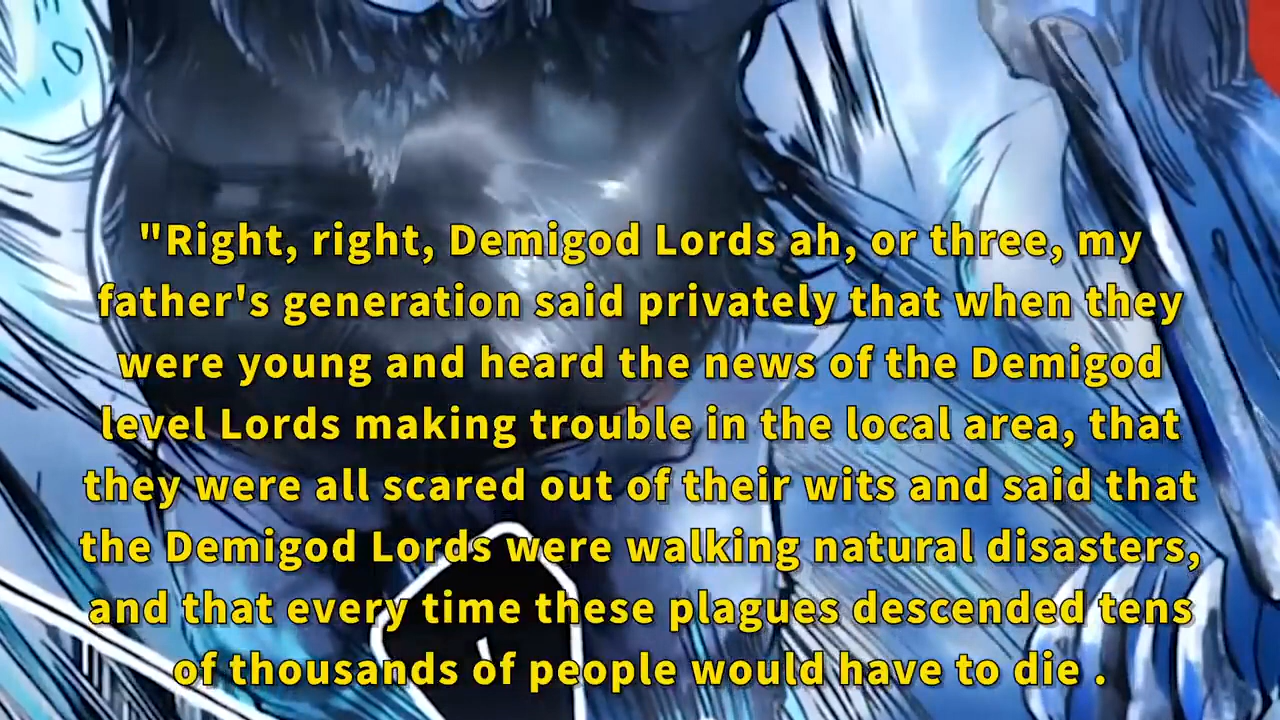 "Right, right, Demigod Lords ah, or three, my
father's generation said privately that when they
were young and heard the news of the Demigod
level Lords making trouble in the local area, that
they were all scared out of their wits and said that
the Demigod Lords were walking natural disasters,
and that every time these plagues descended tens
of thousands of people would have to die .